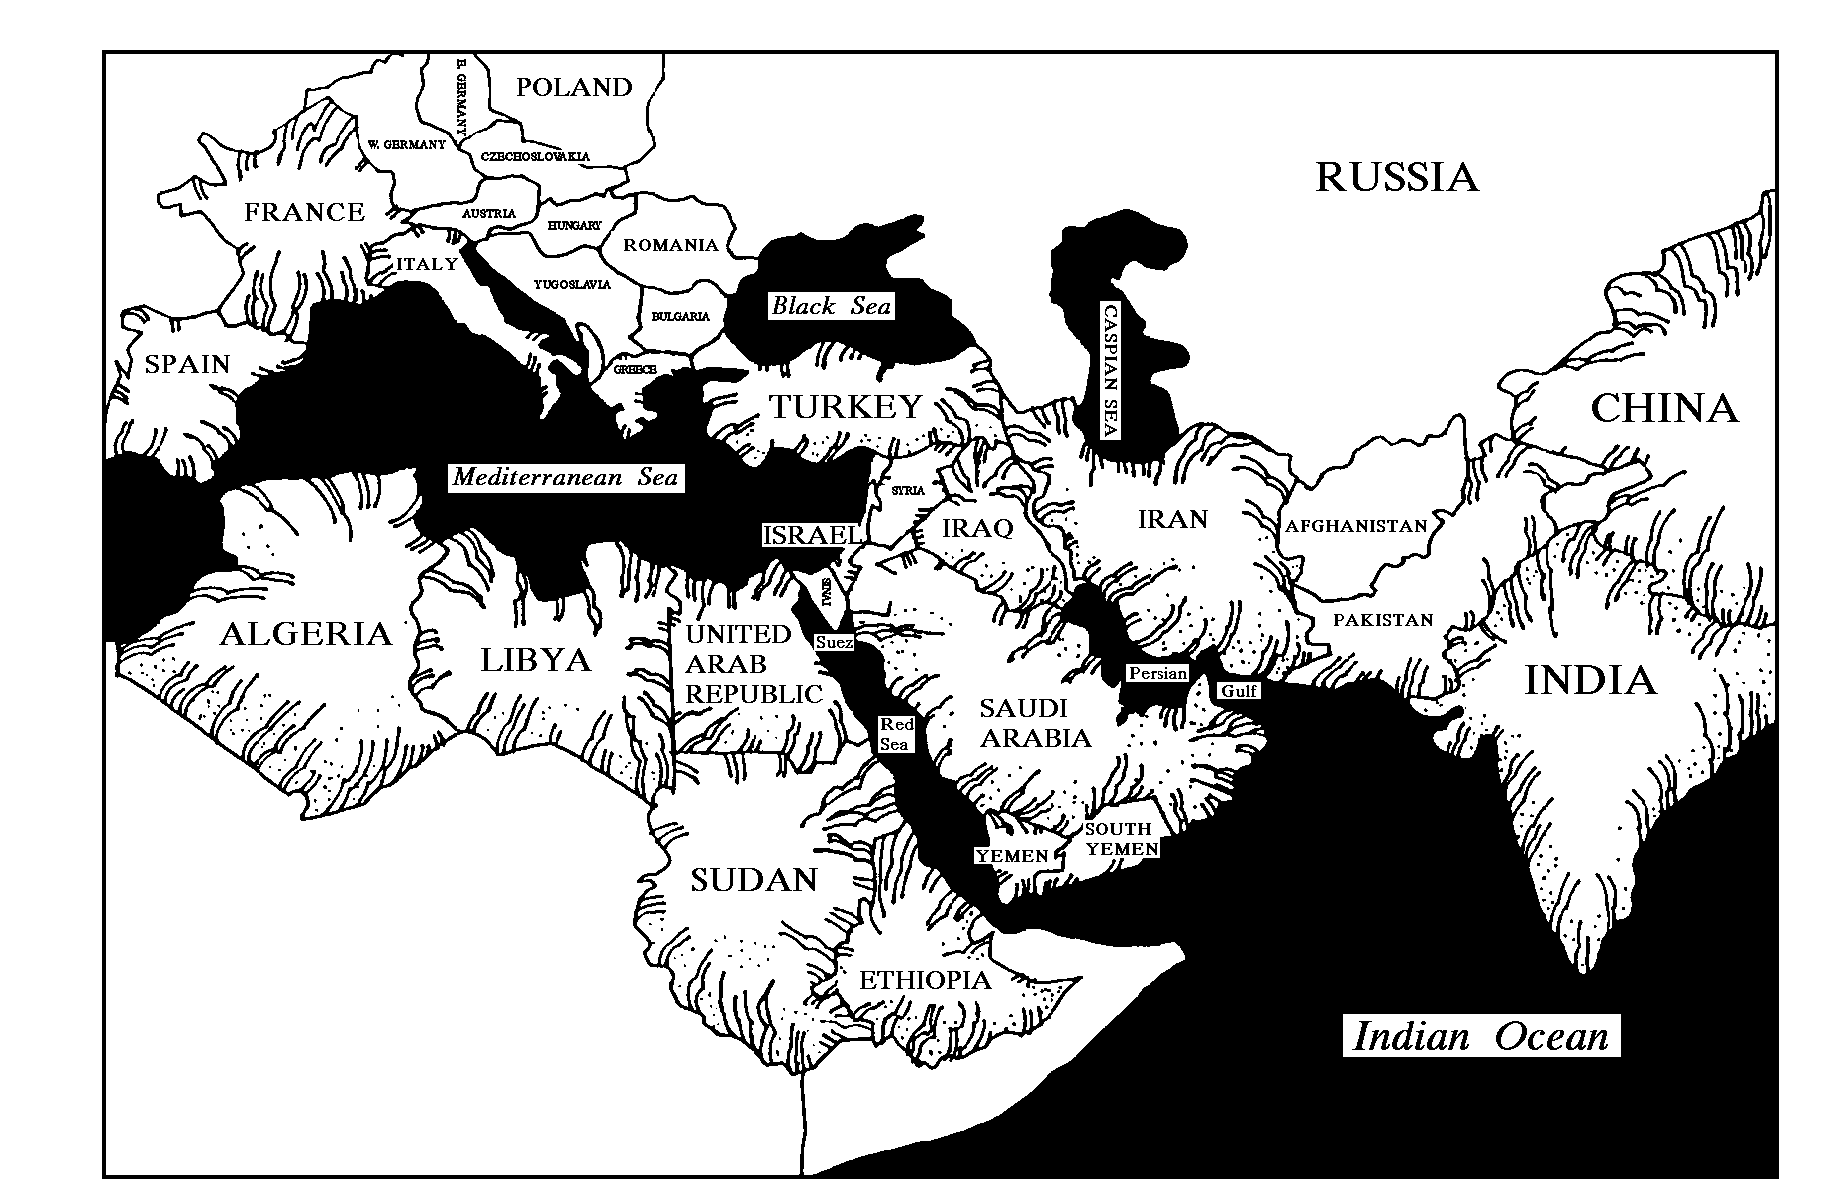 E. GERMANY
POLAND
W. GERMANY
CZECHOSLOVAKIA
RUSSIA
FRANCE
AUSTRIA
HUNGARY
ROMANIA
ITALY
YUGOSLAVIA
Black Sea
BULGARIA
CASPIAN SEA
SPAIN
GREECE
TURKEY
CHINA
Mediterranean Sea
SYRIA
ISRAEL
IRAQ
IRAN
AFGHANISTAN
SINAI
ALGERIA
LIBYA
UNITED
ARAB
REPUBLIC
Suez
PAKISTAN
Persian
Gulf
INDIA
Red
Sea
SAUDI
ARABIA
SOUTH
YEMEN
YEMEN
SUDAN
ETHIOPIA
Indian Ocean